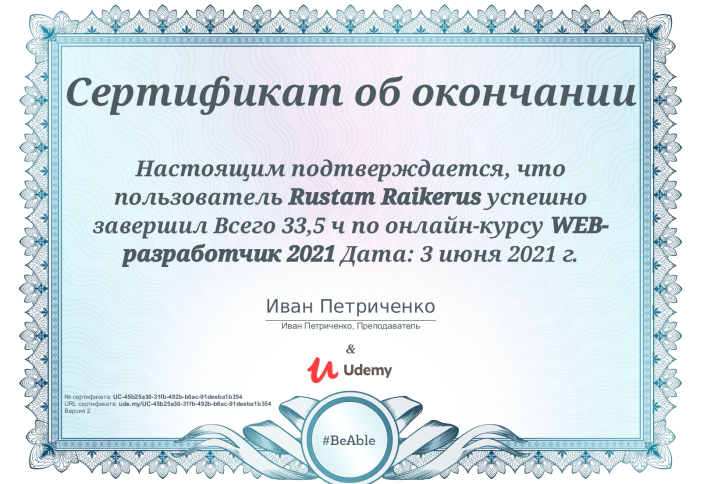 Сертификат об окончании
Настоящим подтверждается, что
пользователь Rustam Raikerus успешно
завершил Всего 33,5 ч по онлайн-курсу WEB-
разработчик 2021 Дата: 3 июня 2021 г.
Иван Петриченко
Иван Петриченко, Преподаватель
&
Udemy
№ сертификата: UC-45b25a30-31fb-492b-b6ac-01deeba1b354
URL сертификата: ude.my/UC-45b25a30-31fb-492b-b6ac-01deeba1b354
Версия 2
#BeAble